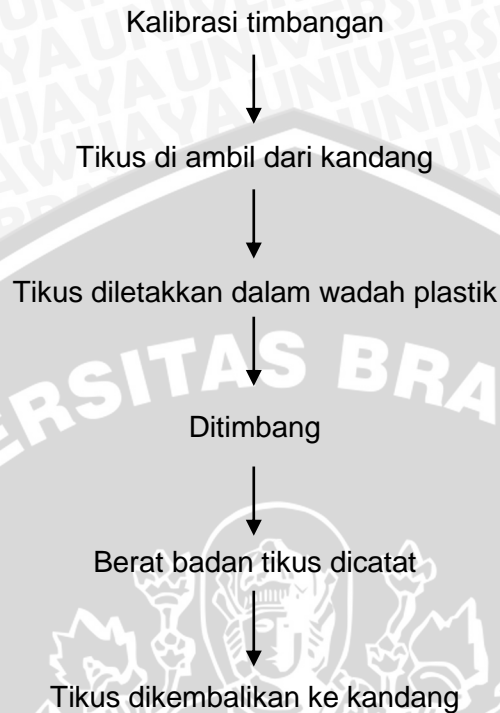 Kalibrasi timbangan
Tikus di ambil dari kandang
Tikus diletakkan dalam wadah plastik
Ditimbang
Berat badan tikus dicatat
Tikus dikembalikan ke kandang